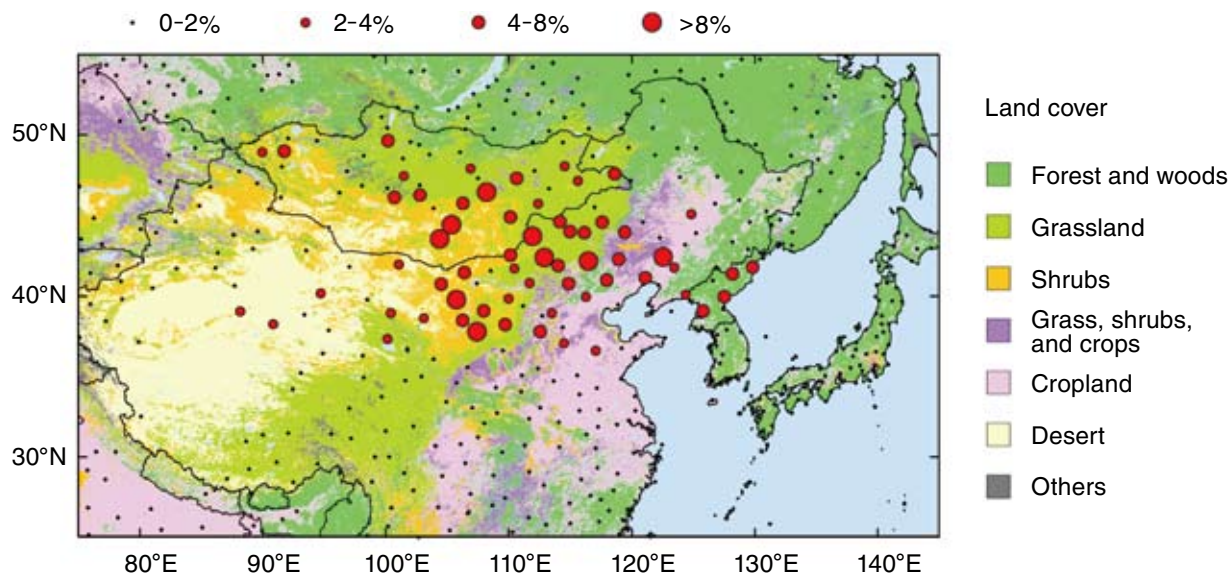 0-2% 2-4% 4-8% >8%
Land cover
50°N
Forest and woods
Grassland
Shrubs
40°N
Grass, shrubs,
and crops
Cropland
Desert
30°N
Others
80°E 90°E 100°E 110°E 120°E 130°E 140°E